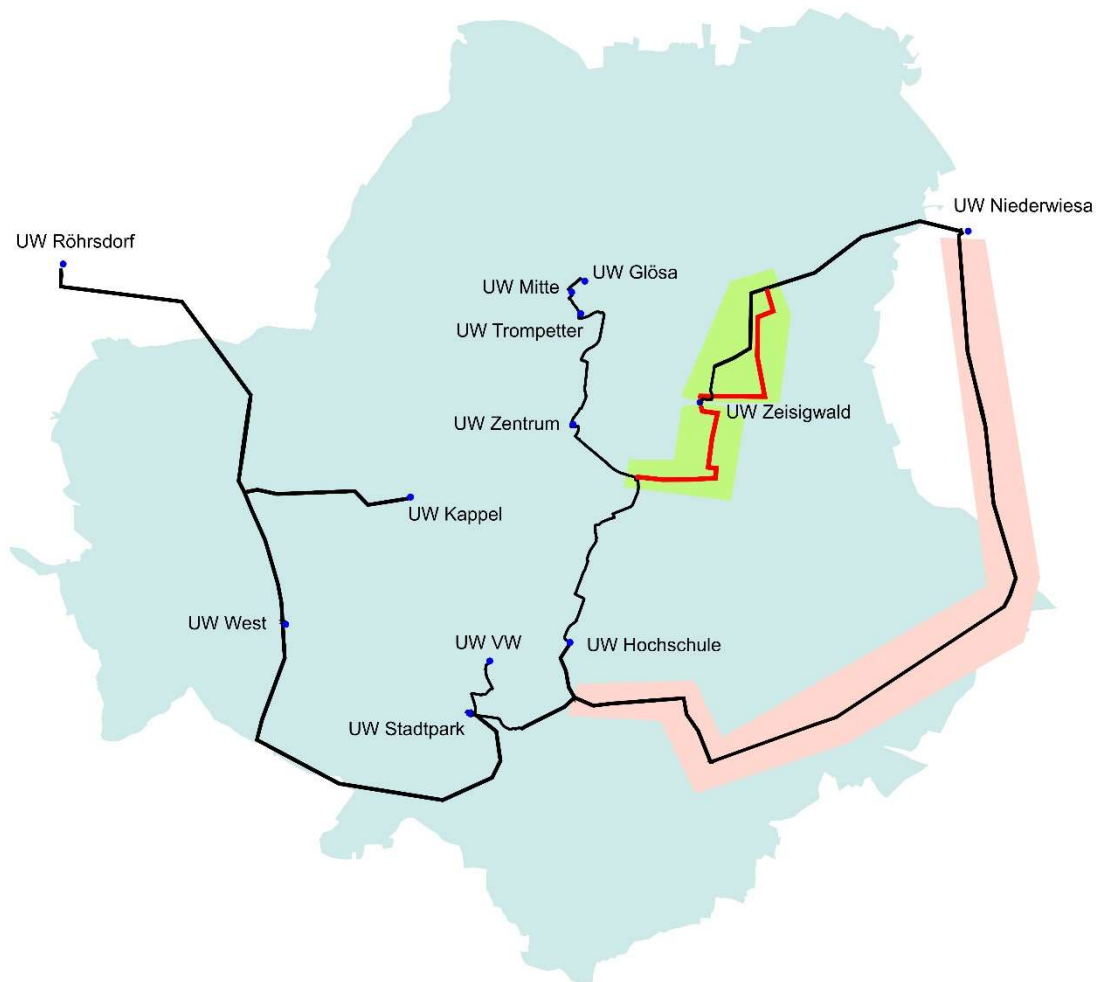 UW Niederwiesa
UW Röhrsdorf
UW Glösa
UW Mitte
UW Trompetter
UW Zeisigwald
UW Zentrum
UW Kappel
UW West
UW VW
UW Hochschule
UW Stadtpark